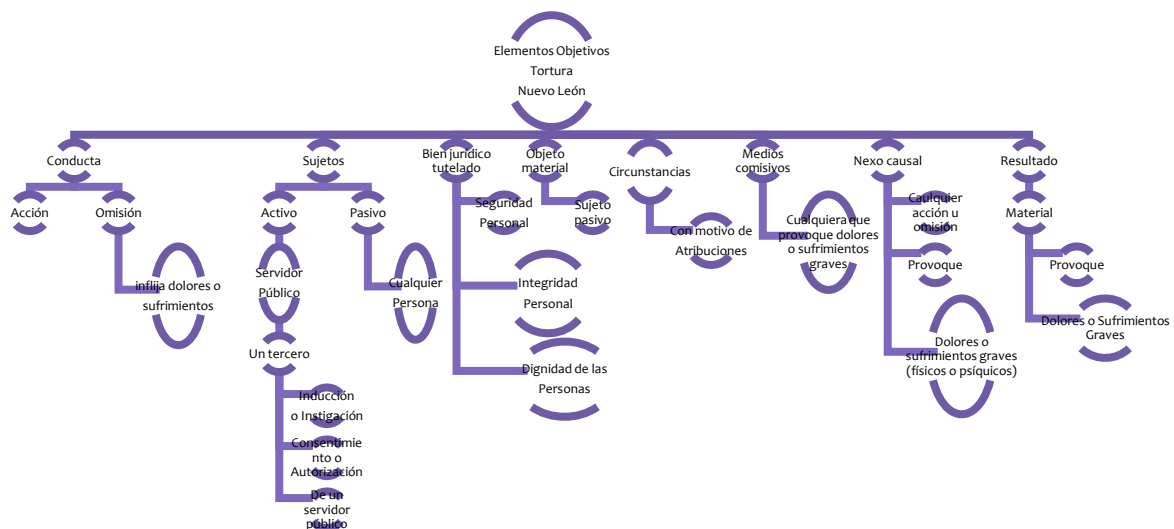 Elementos Objetivos
Tortura
Nuevo León
Conducta
Acción
Omisión
inflija dolores o
sufrimientos
Sujetos
Activo
Servidor
Público
Un tercero
Inducción
o Instigación
Consentimie
nto o
Autorización
De un
servidor
público
Pasivo
Cualquier
Persona
Bien jurídico
tutelado
Seguridad
Personal
Integridad
Personal
Dignidad de las
Personas
Objeto
material
Sujeto
pasivo
Circunstancias
Con motivo de
Atribuciones
Medios
comisivos
Cualquiera que
provoque dolores
o sufrimientos
graves
Nexo causal
Caulquier
acción u
omisión
Provoque
Dolores o
sufrimientos graves
(físicos o psíquicos)
Resultado
Material
Provoque
Dolores o Sufrimientos
Graves